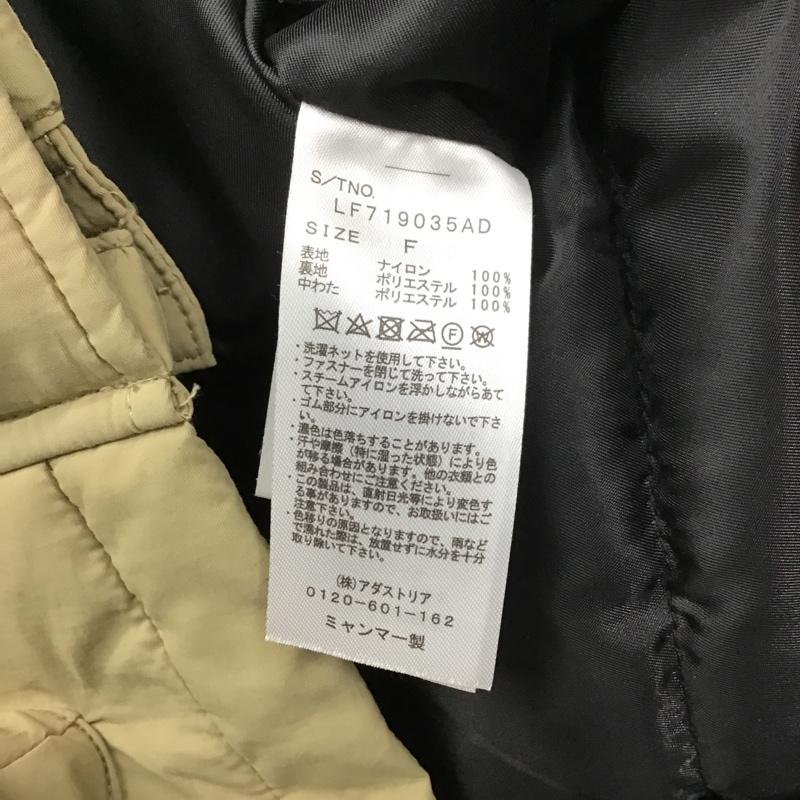 S/TNO.
LF719035AD
SIZE F
表地 ナイロン 100%
裏地 ポリエステル 100%
中わた ポリエステル 100%
F W
・洗濯ネットを使用して下さい。
・ファスナーを閉じて洗って下さい。
・スチームアイロンを浮かしながらあて
て下さい。
・ゴム部分にアイロンを掛けないで下さ
い。
・濃色は色落ちすることがあります。
・汗や摩擦（特に湿った状態）により色
が移る場合があります。他の衣類との
組み合わせにご注意ください。
・この製品は、直射日光等により変色す
る事がありますので、お取扱いにはご
注意下さい。
・色移りの原因となりますので、雨など
で濡れた際は、放置せずに水分を十分
取り除いて下さい。
(株)アダストリア
0120-601-162
ミャンマー製